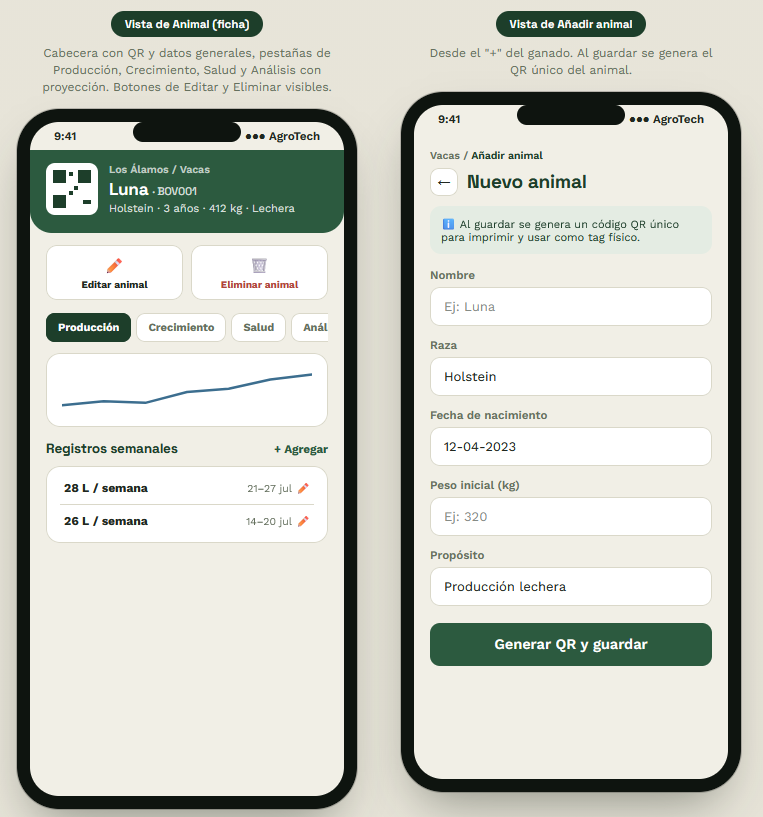 Vista de Animal (ficha)
Cabecera con QR y datos generales, pestañas de
Producción, Crecimiento, Salud y Análisis con
proyección. Botones de Editar y Eliminar visibles.
9:41
●●● AgroTech
Los Álamos / Vacas
Luna · BOV001
Holstein · 3 años · 412 kg · Lechera
Editar animal
Eliminar animal
Producción
Crecimiento
Salud
Anál
Registros semanales
+ Agregar
28 L / semana
21–27 jul
26 L / semana
14–20 jul
Vista de Añadir animal
Desde el "+" del ganado. Al guardar se genera el
QR único del animal.
9:41
●●● AgroTech
Vacas / Añadir animal
← Nuevo animal
ℹ️ Al guardar se genera un código QR único
para imprimir y usar como tag físico.
Nombre
Ej: Luna
Raza
Holstein
Fecha de nacimiento
12-04-2023
Peso inicial (kg)
Ej: 320
Propósito
Producción lechera
Generar QR y guardar